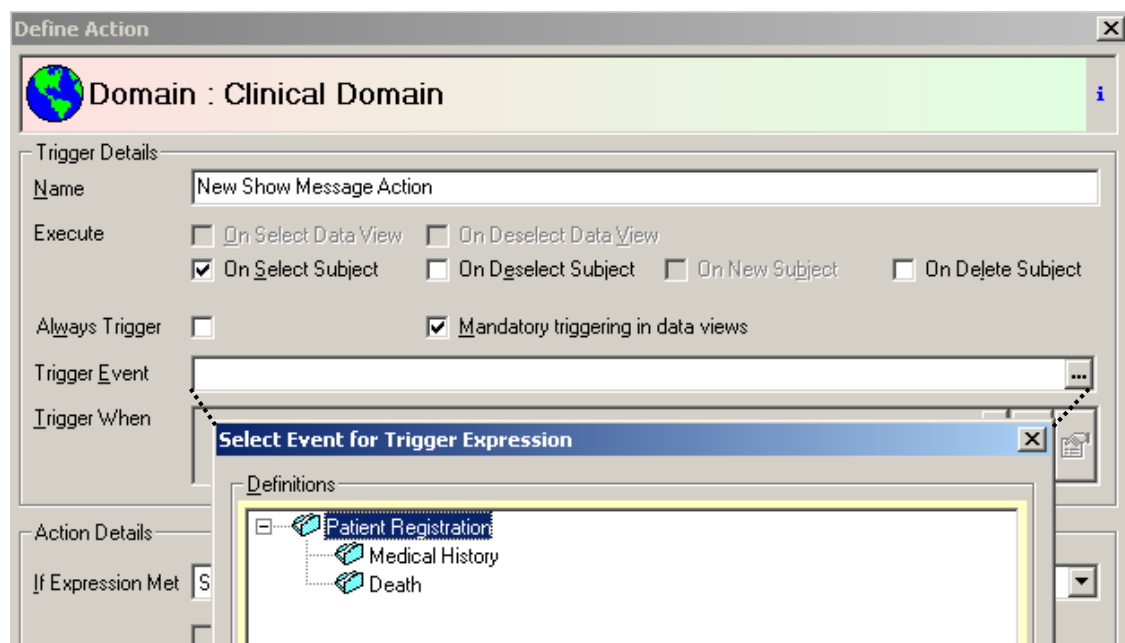 Define Action
Domain : Clinical Domain
i
Trigger Details
Name New Show Message Action
Execute On Select Data View On Deselect Data View
On Select Subject On Deselect Subject On New Subject On Delete Subject
Always Trigger Mandatory triggering in data views
Trigger Event ...
Trigger When
Select Event for Trigger Expression
Definitions
Patient Registration
Medical History
Death
Action Details
If Expression Met S